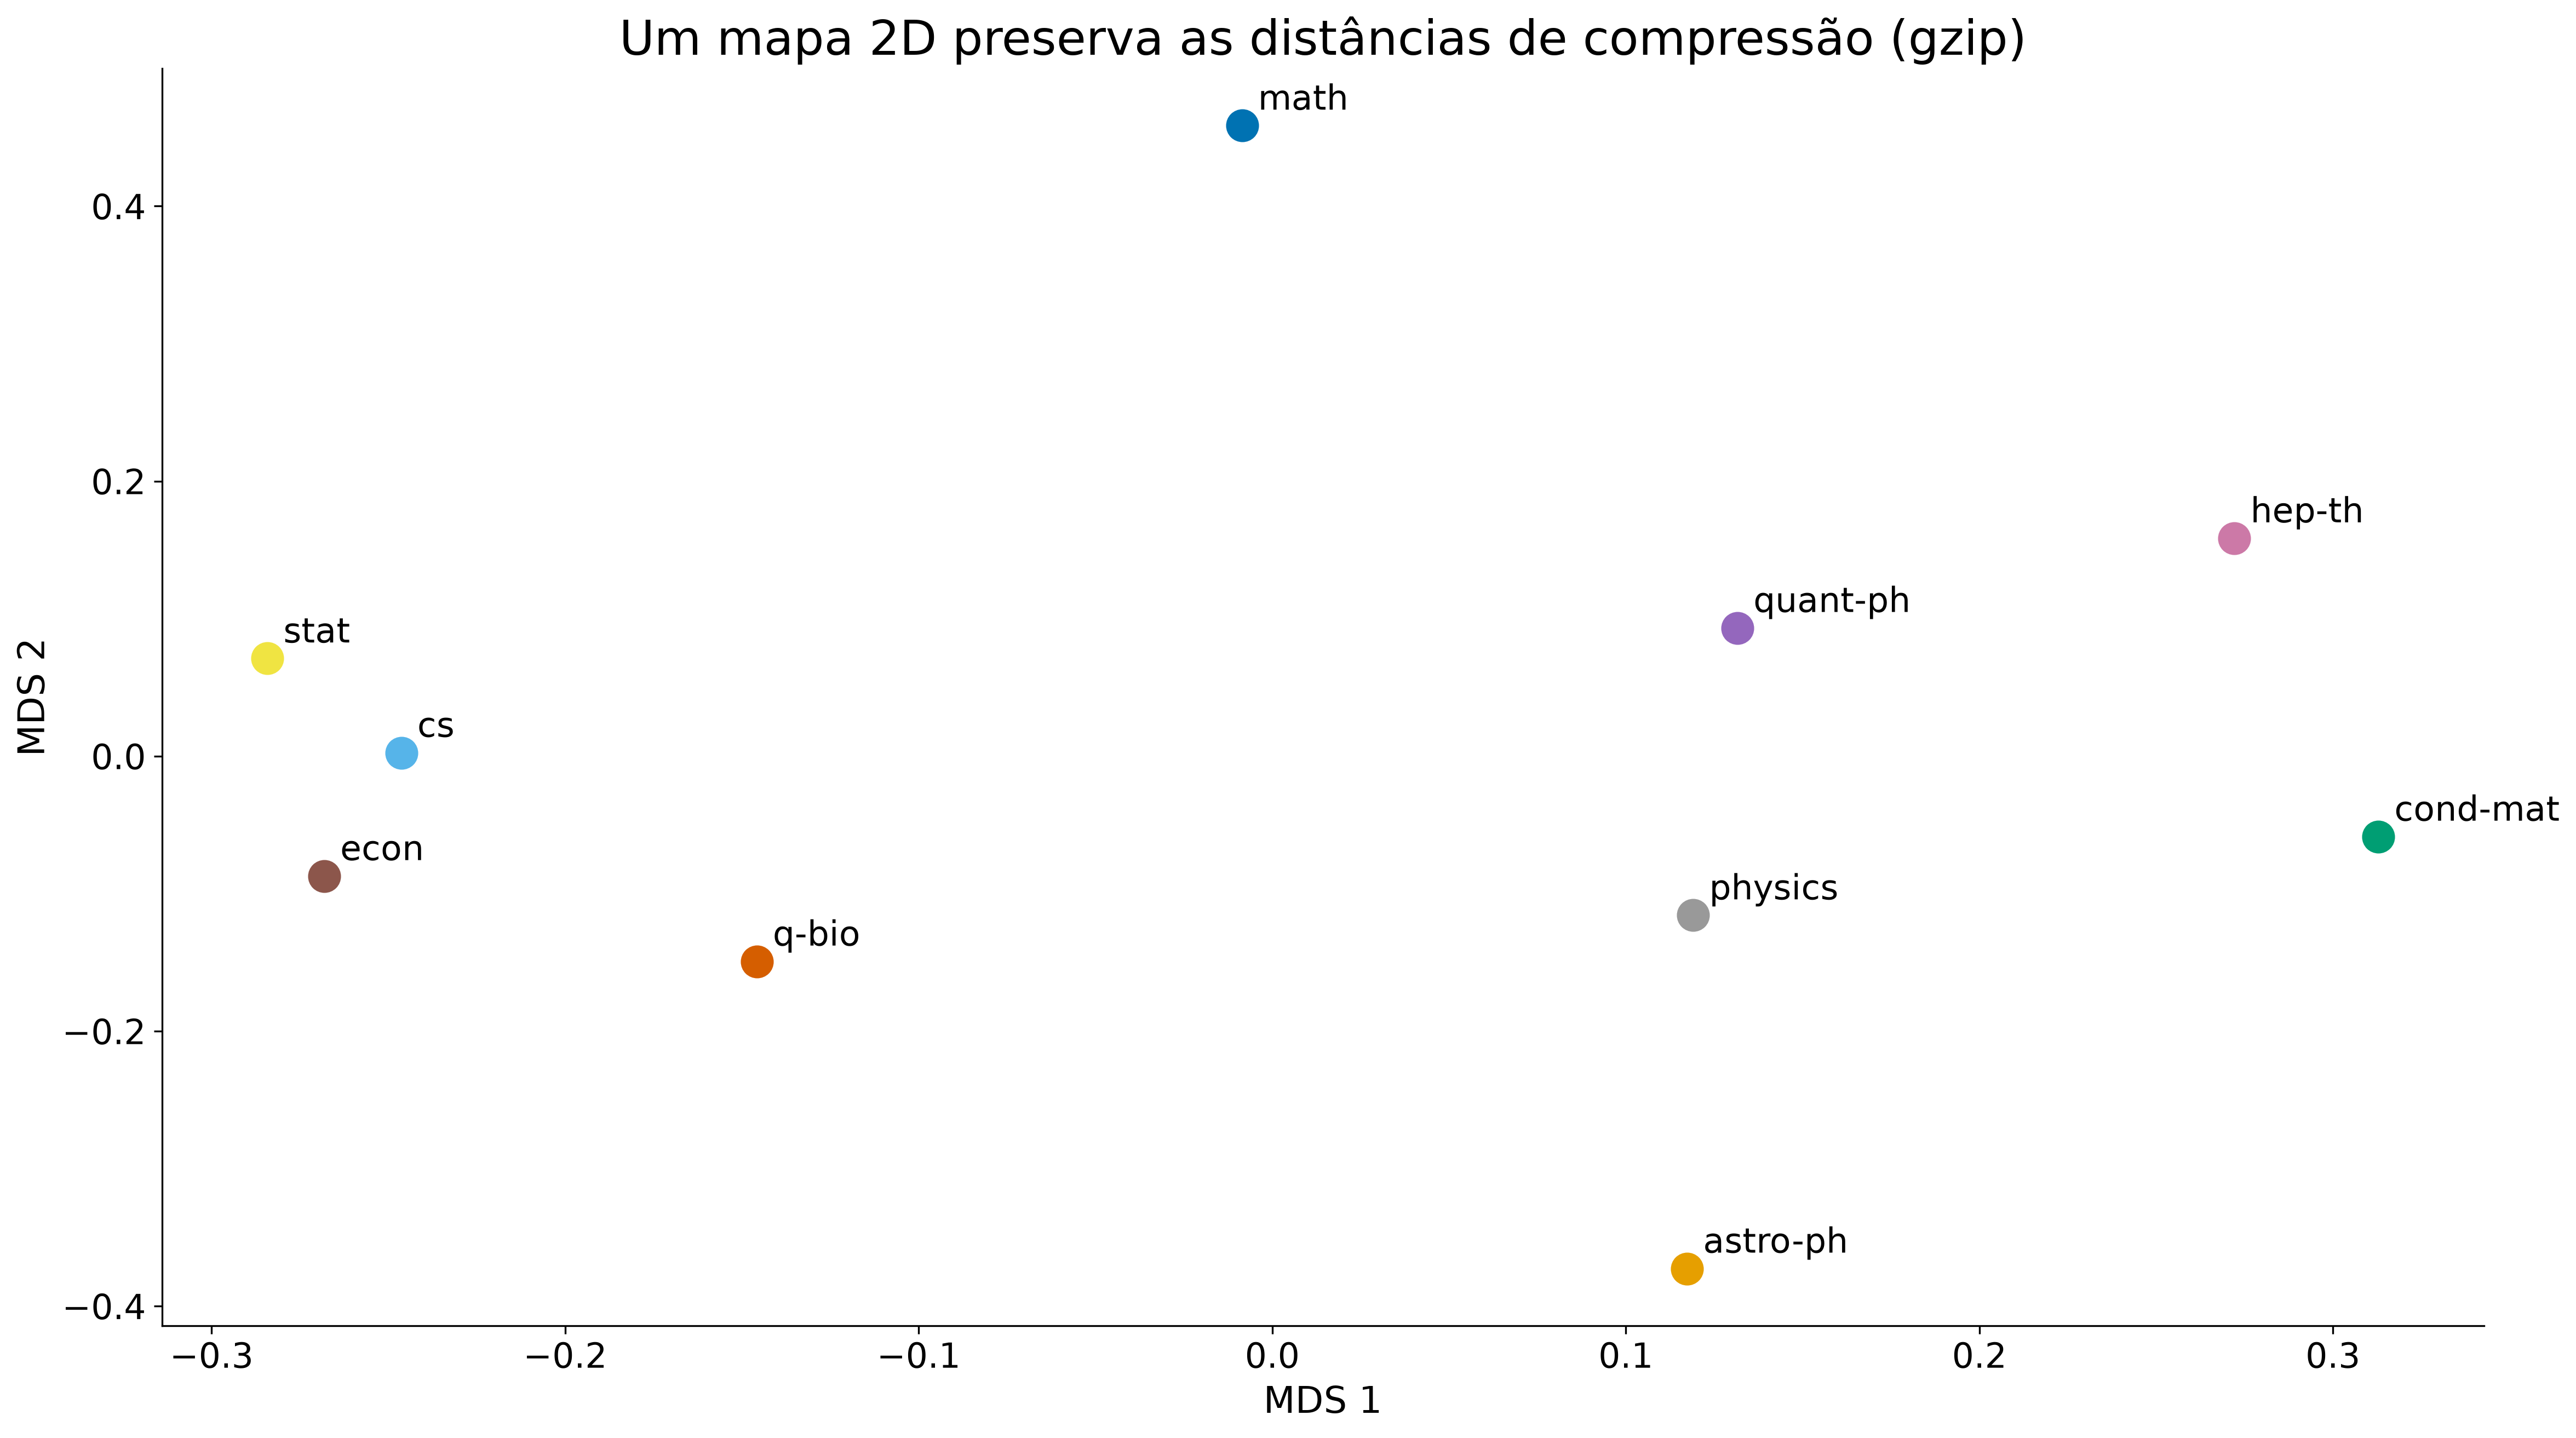 Um mapa 2D preserva as distâncias de compressão (gzip)
math
0.4
0.2
hep-th
quant-ph
stat
cs
0.0
cond-mat
econ
physics
q-bio
−0.2
astro-ph
−0.4
MDS 2
−0.3 −0.2 −0.1 0.0 0.1 0.2 0.3
MDS 1